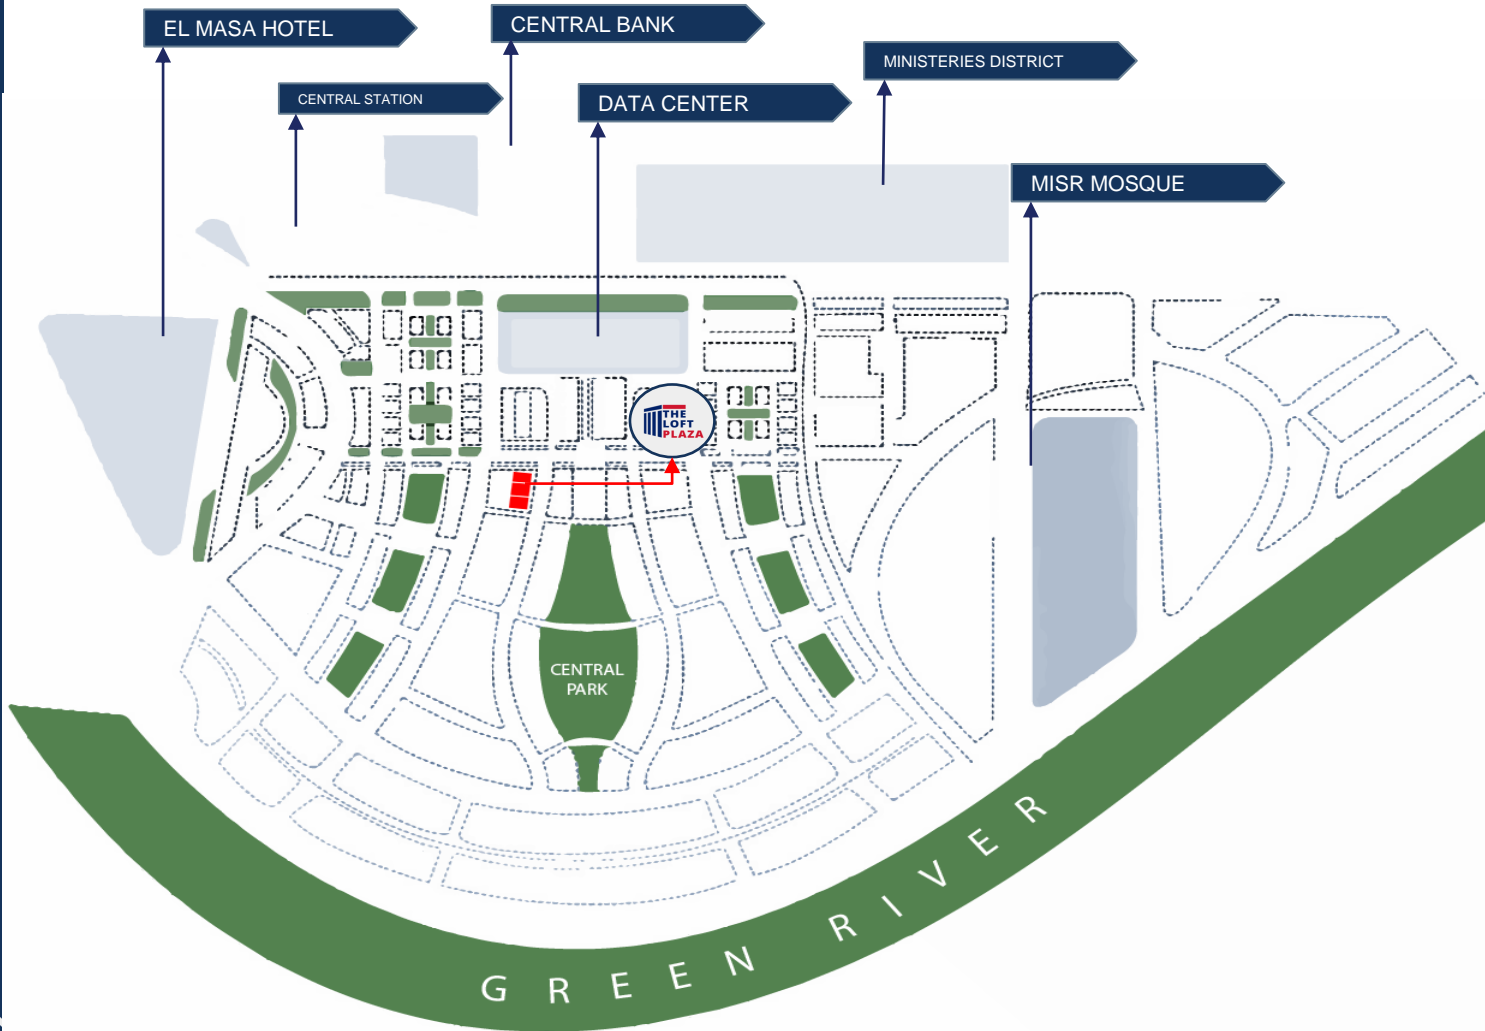 EL MASA HOTEL
CENTRAL BANK
MINISTERIES DISTRICT
CENTRAL STATION
DATA CENTER
MISR MOSQUE
THE
LOFT
PLAZA
CENTRAL
PARK
GREEN RIVER